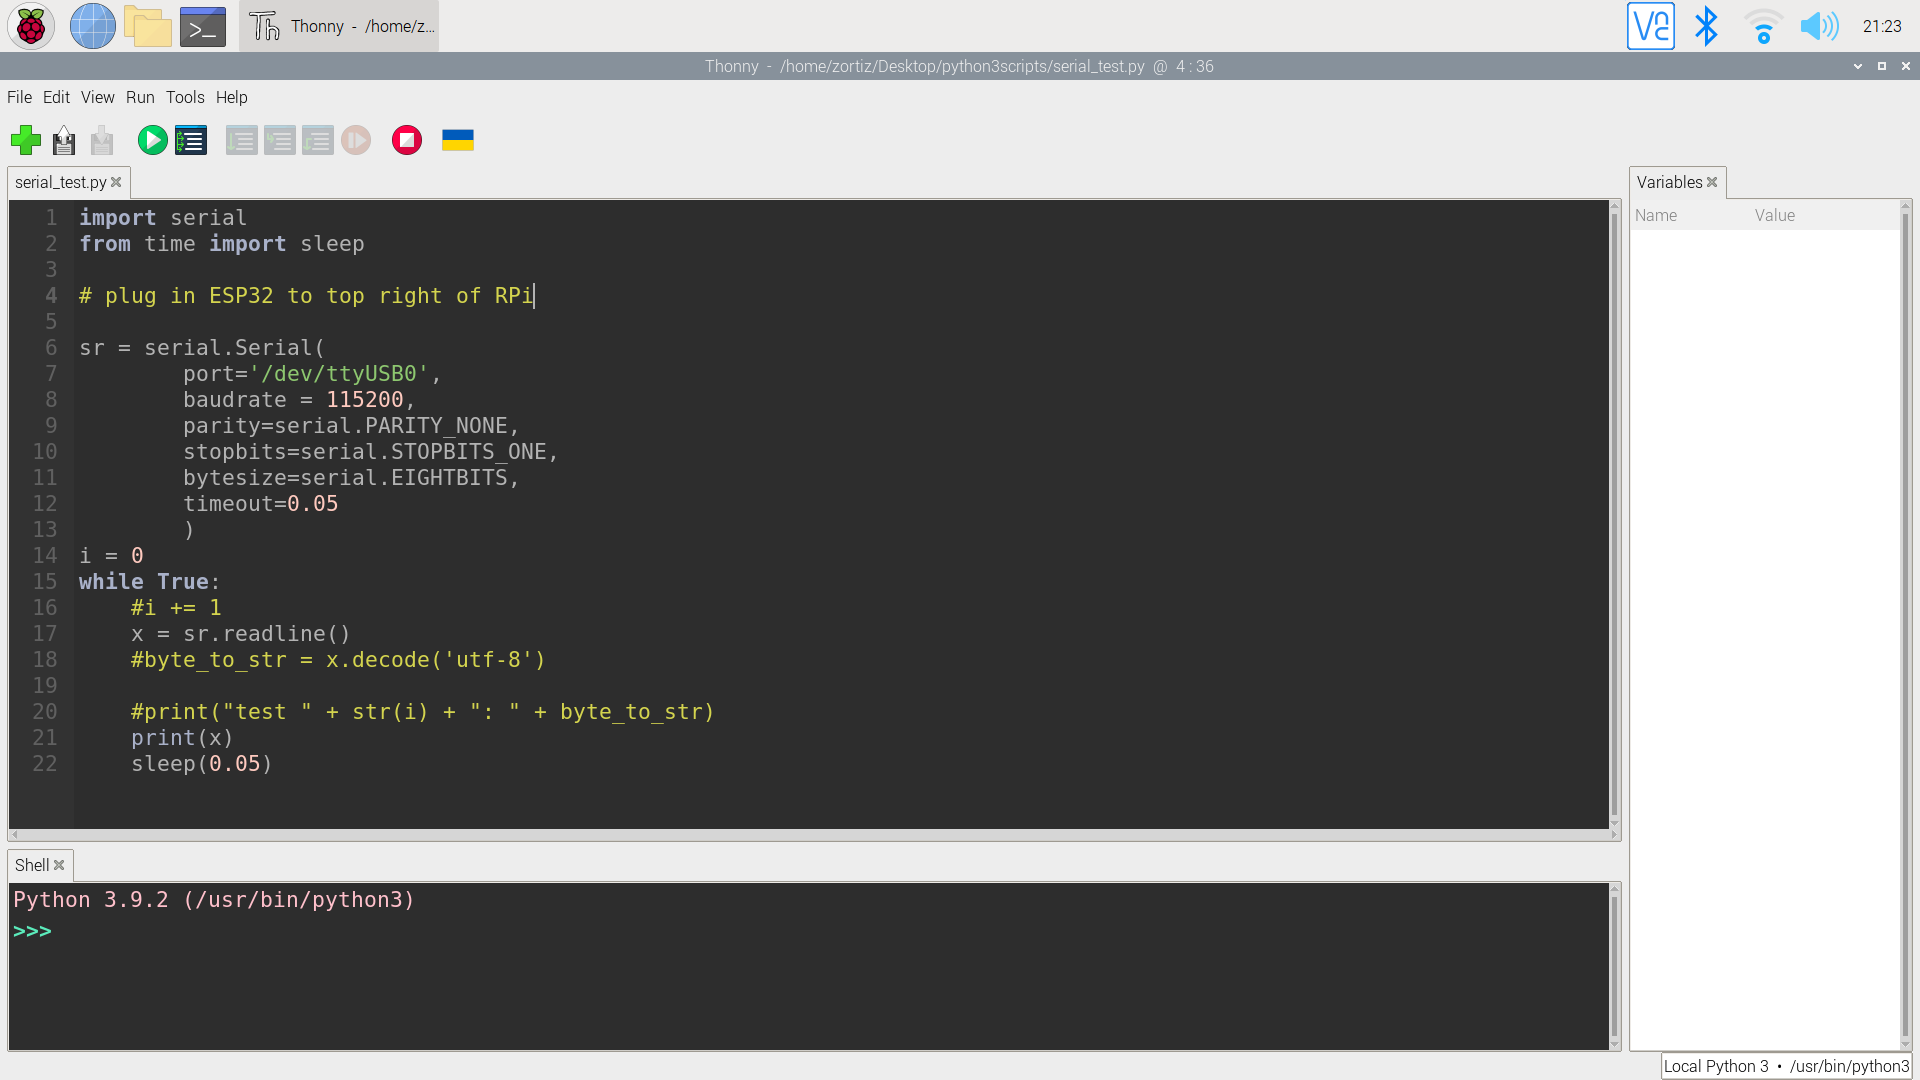 Thonny - /home/z... 21:23
Thonny - /home/zortiz/Desktop/python3scripts/serial_test.py @ 4 : 36
File Edit View Run Tools Help
serial_test.py
1 import serial
2 from time import sleep
3
4 # plug in ESP32 to top right of RPi
5
6 sr = serial.Serial(
7         port='/dev/ttyUSB0',
8         baudrate = 115200,
9         parity=serial.PARITY_NONE,
10         stopbits=serial.STOPBITS_ONE,
11         bytesize=serial.EIGHTBITS,
12         timeout=0.05
13         )
14 i = 0
15 while True:
16     #i += 1
17     x = sr.readline()
18     #byte_to_str = x.decode('utf-8')
19
20     #print("test " + str(i) + ": " + byte_to_str)
21     print(x)
22     sleep(0.05)
Variables
Name Value
Shell
Python 3.9.2 (/usr/bin/python3)
>>>
Local Python 3 • /usr/bin/python3